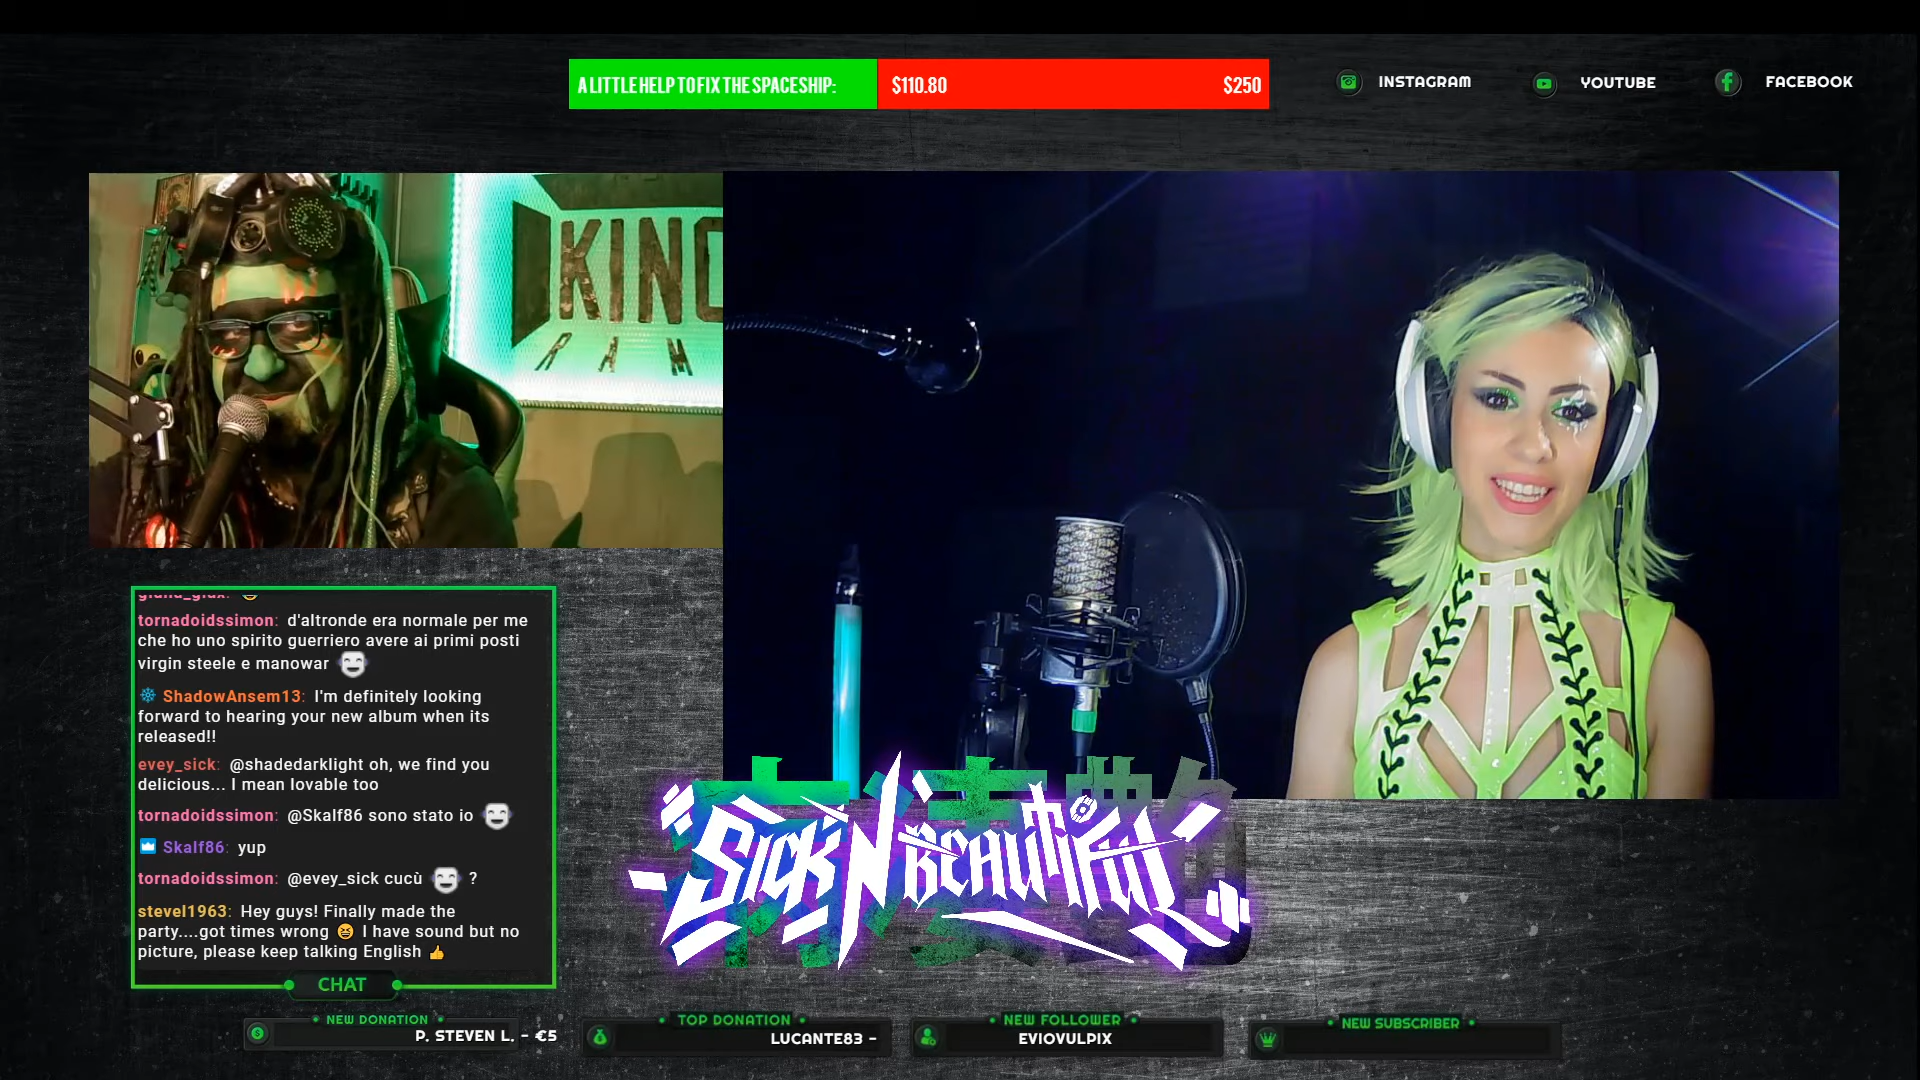 A LITTLE HELP TO FIX THE SPACESHIP:
$110.80
$250
INSTAGRAM
YOUTUBE
FACEBOOK
KING
RAM
tornadoidssimon: d'altronde era normale per me
che ho uno spirito guerriero avere ai primi posti
virgin steele e manowar
ShadowAnsem13: I'm definitely looking
forward to hearing your new album when its
released!!
evey_sick: @shadedarklight oh, we find you
delicious... I mean lovable too
tornadoidssimon: @Skalf86 sono stato io
Skalf86: yup
tornadoidssimon: @evey_sick cucù ?
stevel1963: Hey guys! Finally made the
party....got times wrong 😆 I have sound but no
picture, please keep talking English 👍
CHAT
SICK N BEAUTIFUL
NEW DONATION
P. STEVEN L. - €5
TOP DONATION
LUCANTE83 -
NEW FOLLOWER
EVIOVULPIX
NEW SUBSCRIBER